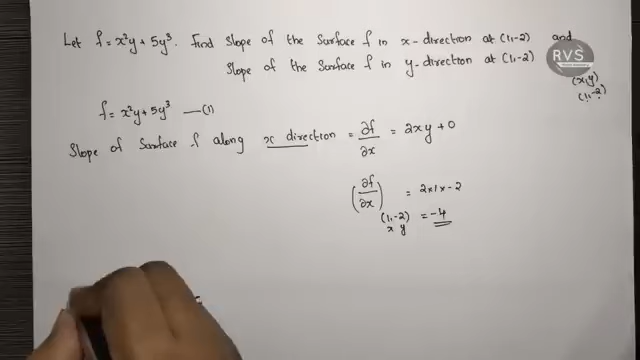 Let f = x²y + 5y³. Find Slope of the Surface f in x-direction at (1,-2) and
Slope of the Surface f in y-direction at (1,-2)
RVS
(x,y)
(1,-2)
f = x²y + 5y³ —(1)
Slope of Surface f along x direction = ∂f/∂x = 2xy + 0
(∂f/∂x) = 2×1×-2
(1,-2) = -4
x y